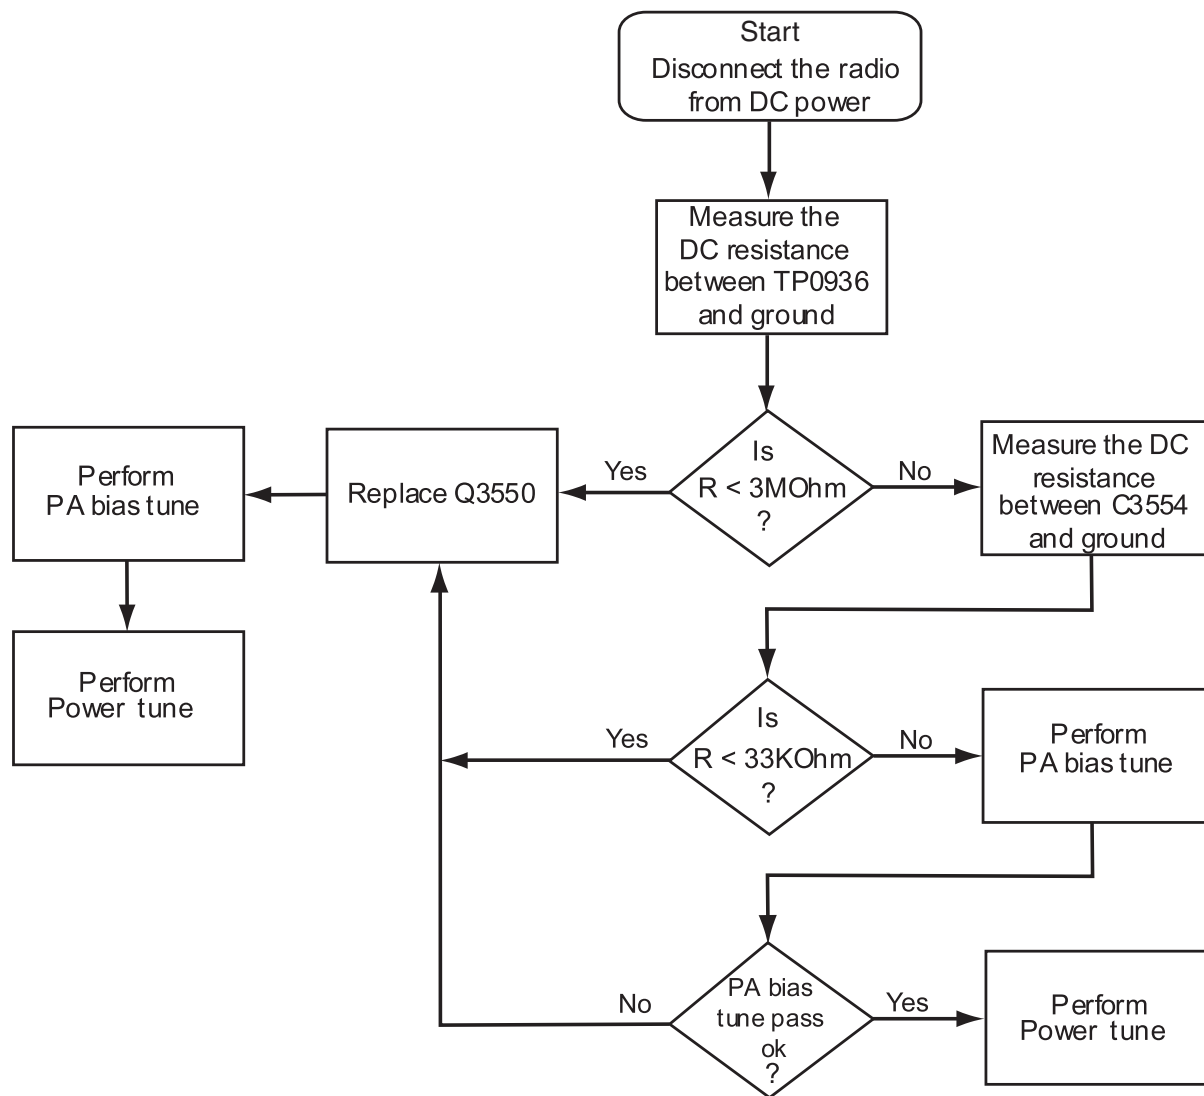 Start
Disconnect the radio
from DC power
Measure the
DC resistance
between TP0936
and ground
Is
R < 3MOhm
?
Yes
No
Replace Q3550
Perform
PA bias tune
Perform
Power tune
Measure the DC
resistance
between C3554
and ground
Is
R < 33KOhm
?
Yes
No
Perform
PA bias tune
PA bias
tune pass
ok
?
No
Yes
Perform
Power tune